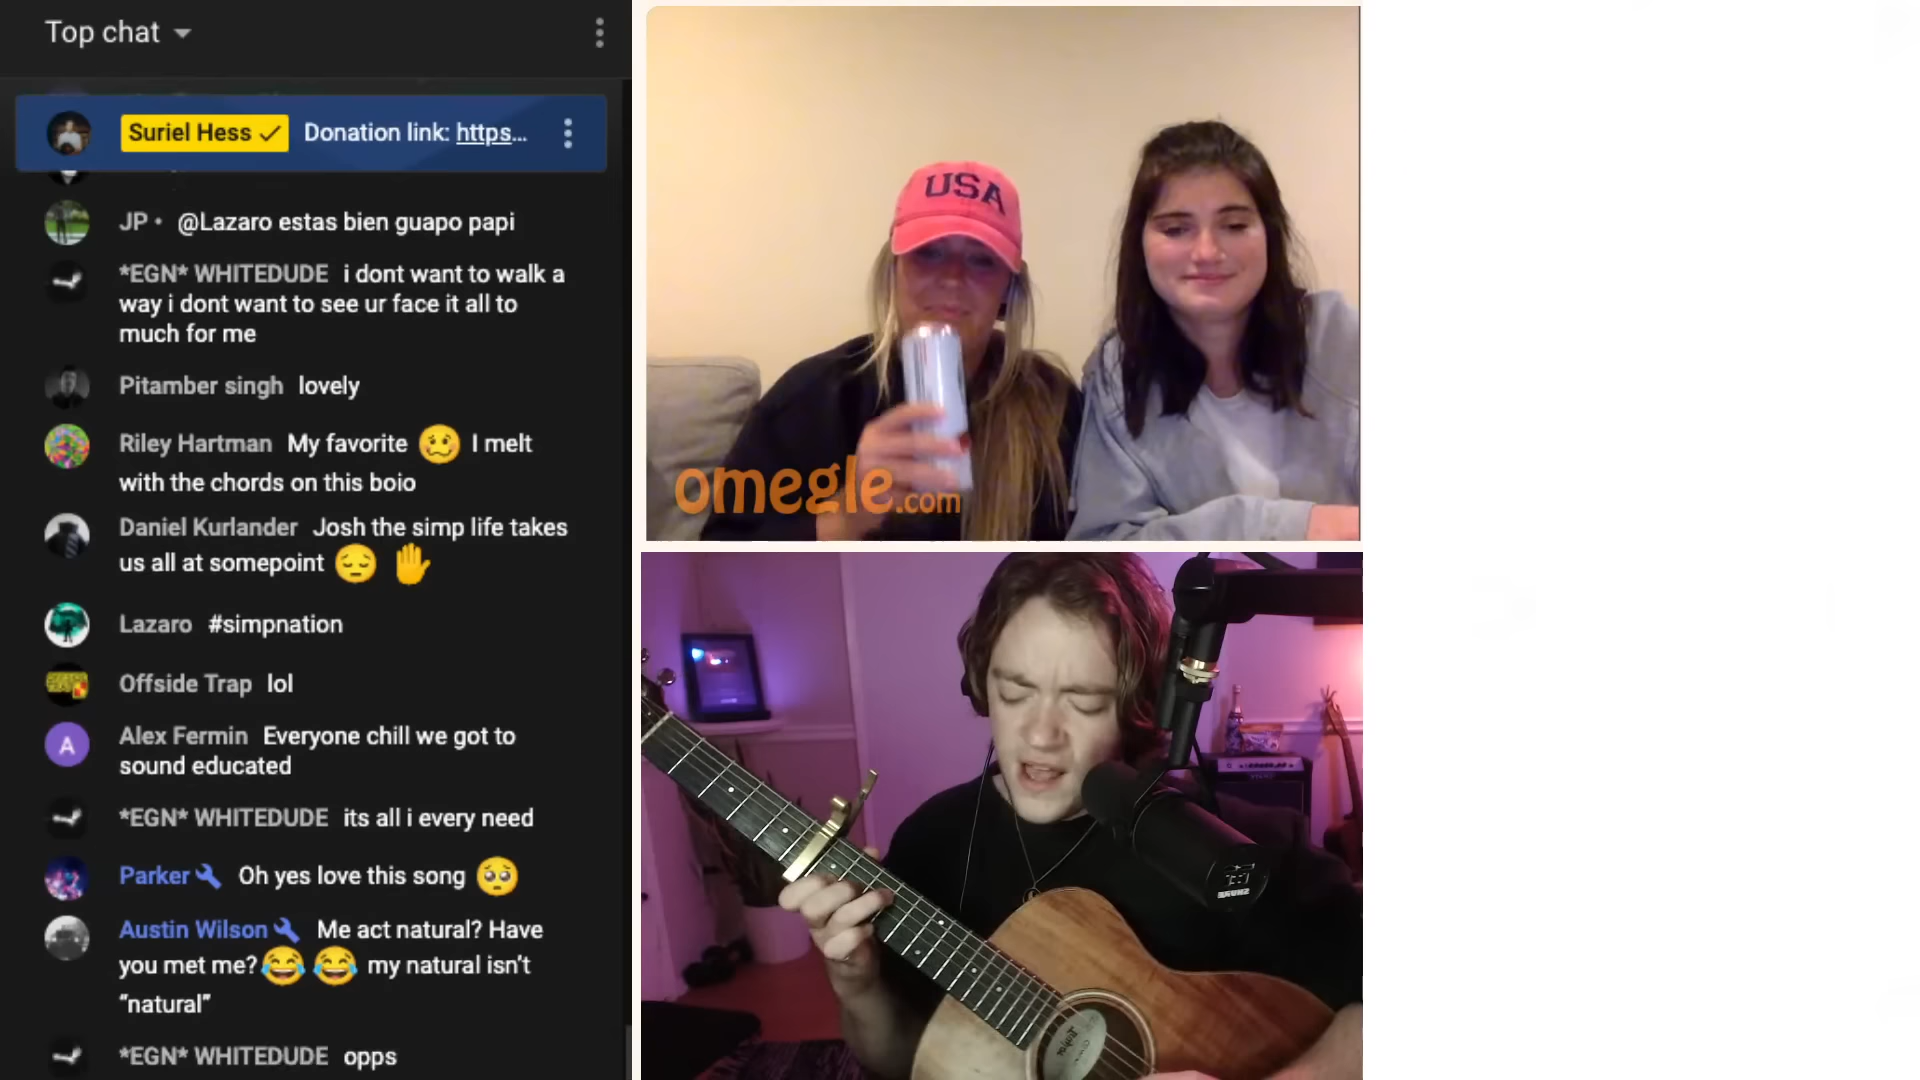 Top chat
Suriel Hess Donation link: https...
JP • @Lazaro estas bien guapo papi
*EGN* WHITEDUDE i dont want to walk a
way i dont want to see ur face it all to
much for me
Pitamber singh lovely
Riley Hartman My favorite 🥴 I melt
with the chords on this boio
Daniel Kurlander Josh the simp life takes
us all at somepoint 😔 🤚
Lazaro #simpnation
Offside Trap lol
A
Alex Fermin Everyone chill we got to
sound educated
*EGN* WHITEDUDE its all i every need
Parker Oh yes love this song 🥺
Austin Wilson Me act natural? Have
you met me? 😂 😂 my natural isn't
“natural”
*EGN* WHITEDUDE opps
USA
omegle.com
Taylor